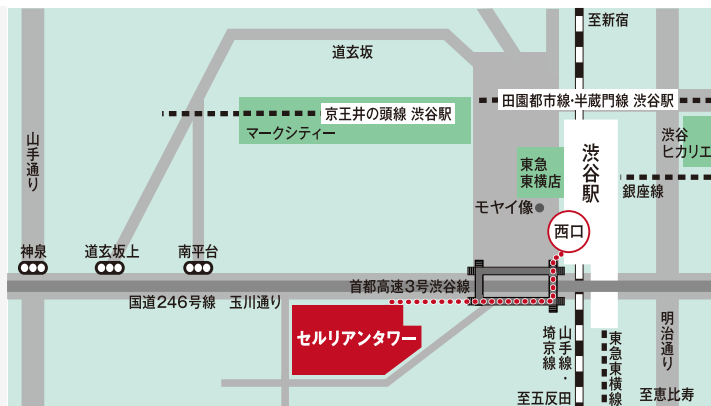 至新宿
道玄坂
田園都市線・半蔵門線 渋谷駅
京王井の頭線 渋谷駅
マークシティー
渋谷
ヒカリエ
山手通り
渋谷駅
東急
東横店
銀座線
モヤイ像
西口
神泉
道玄坂上
南平台
首都高速3号渋谷線
国道246号線 玉川通り
セルリアンタワー
山手線・
埼京線
東急東横線
明治通り
至五反田
至恵比寿